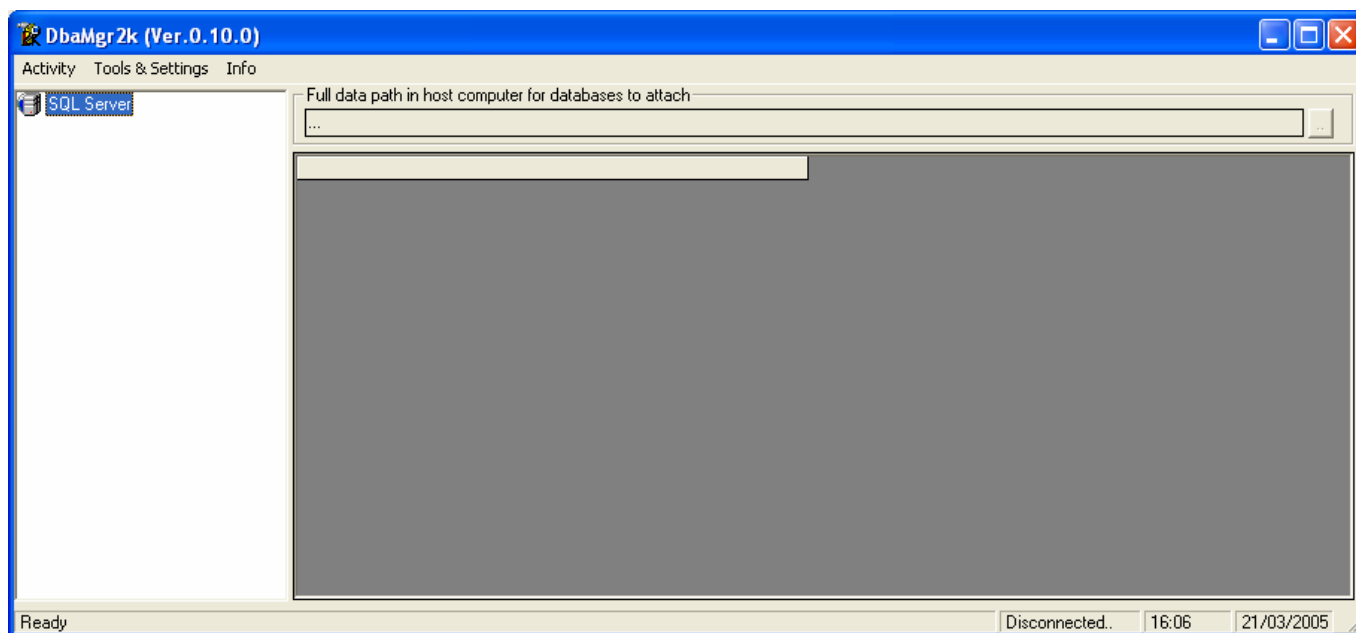 DbaMgr2k (Ver.0.10.0)
Activity Tools & Settings Info
SQL Server
Full data path in host computer for databases to attach
...
..
Ready
Disconnected.. 16:06 21/03/2005